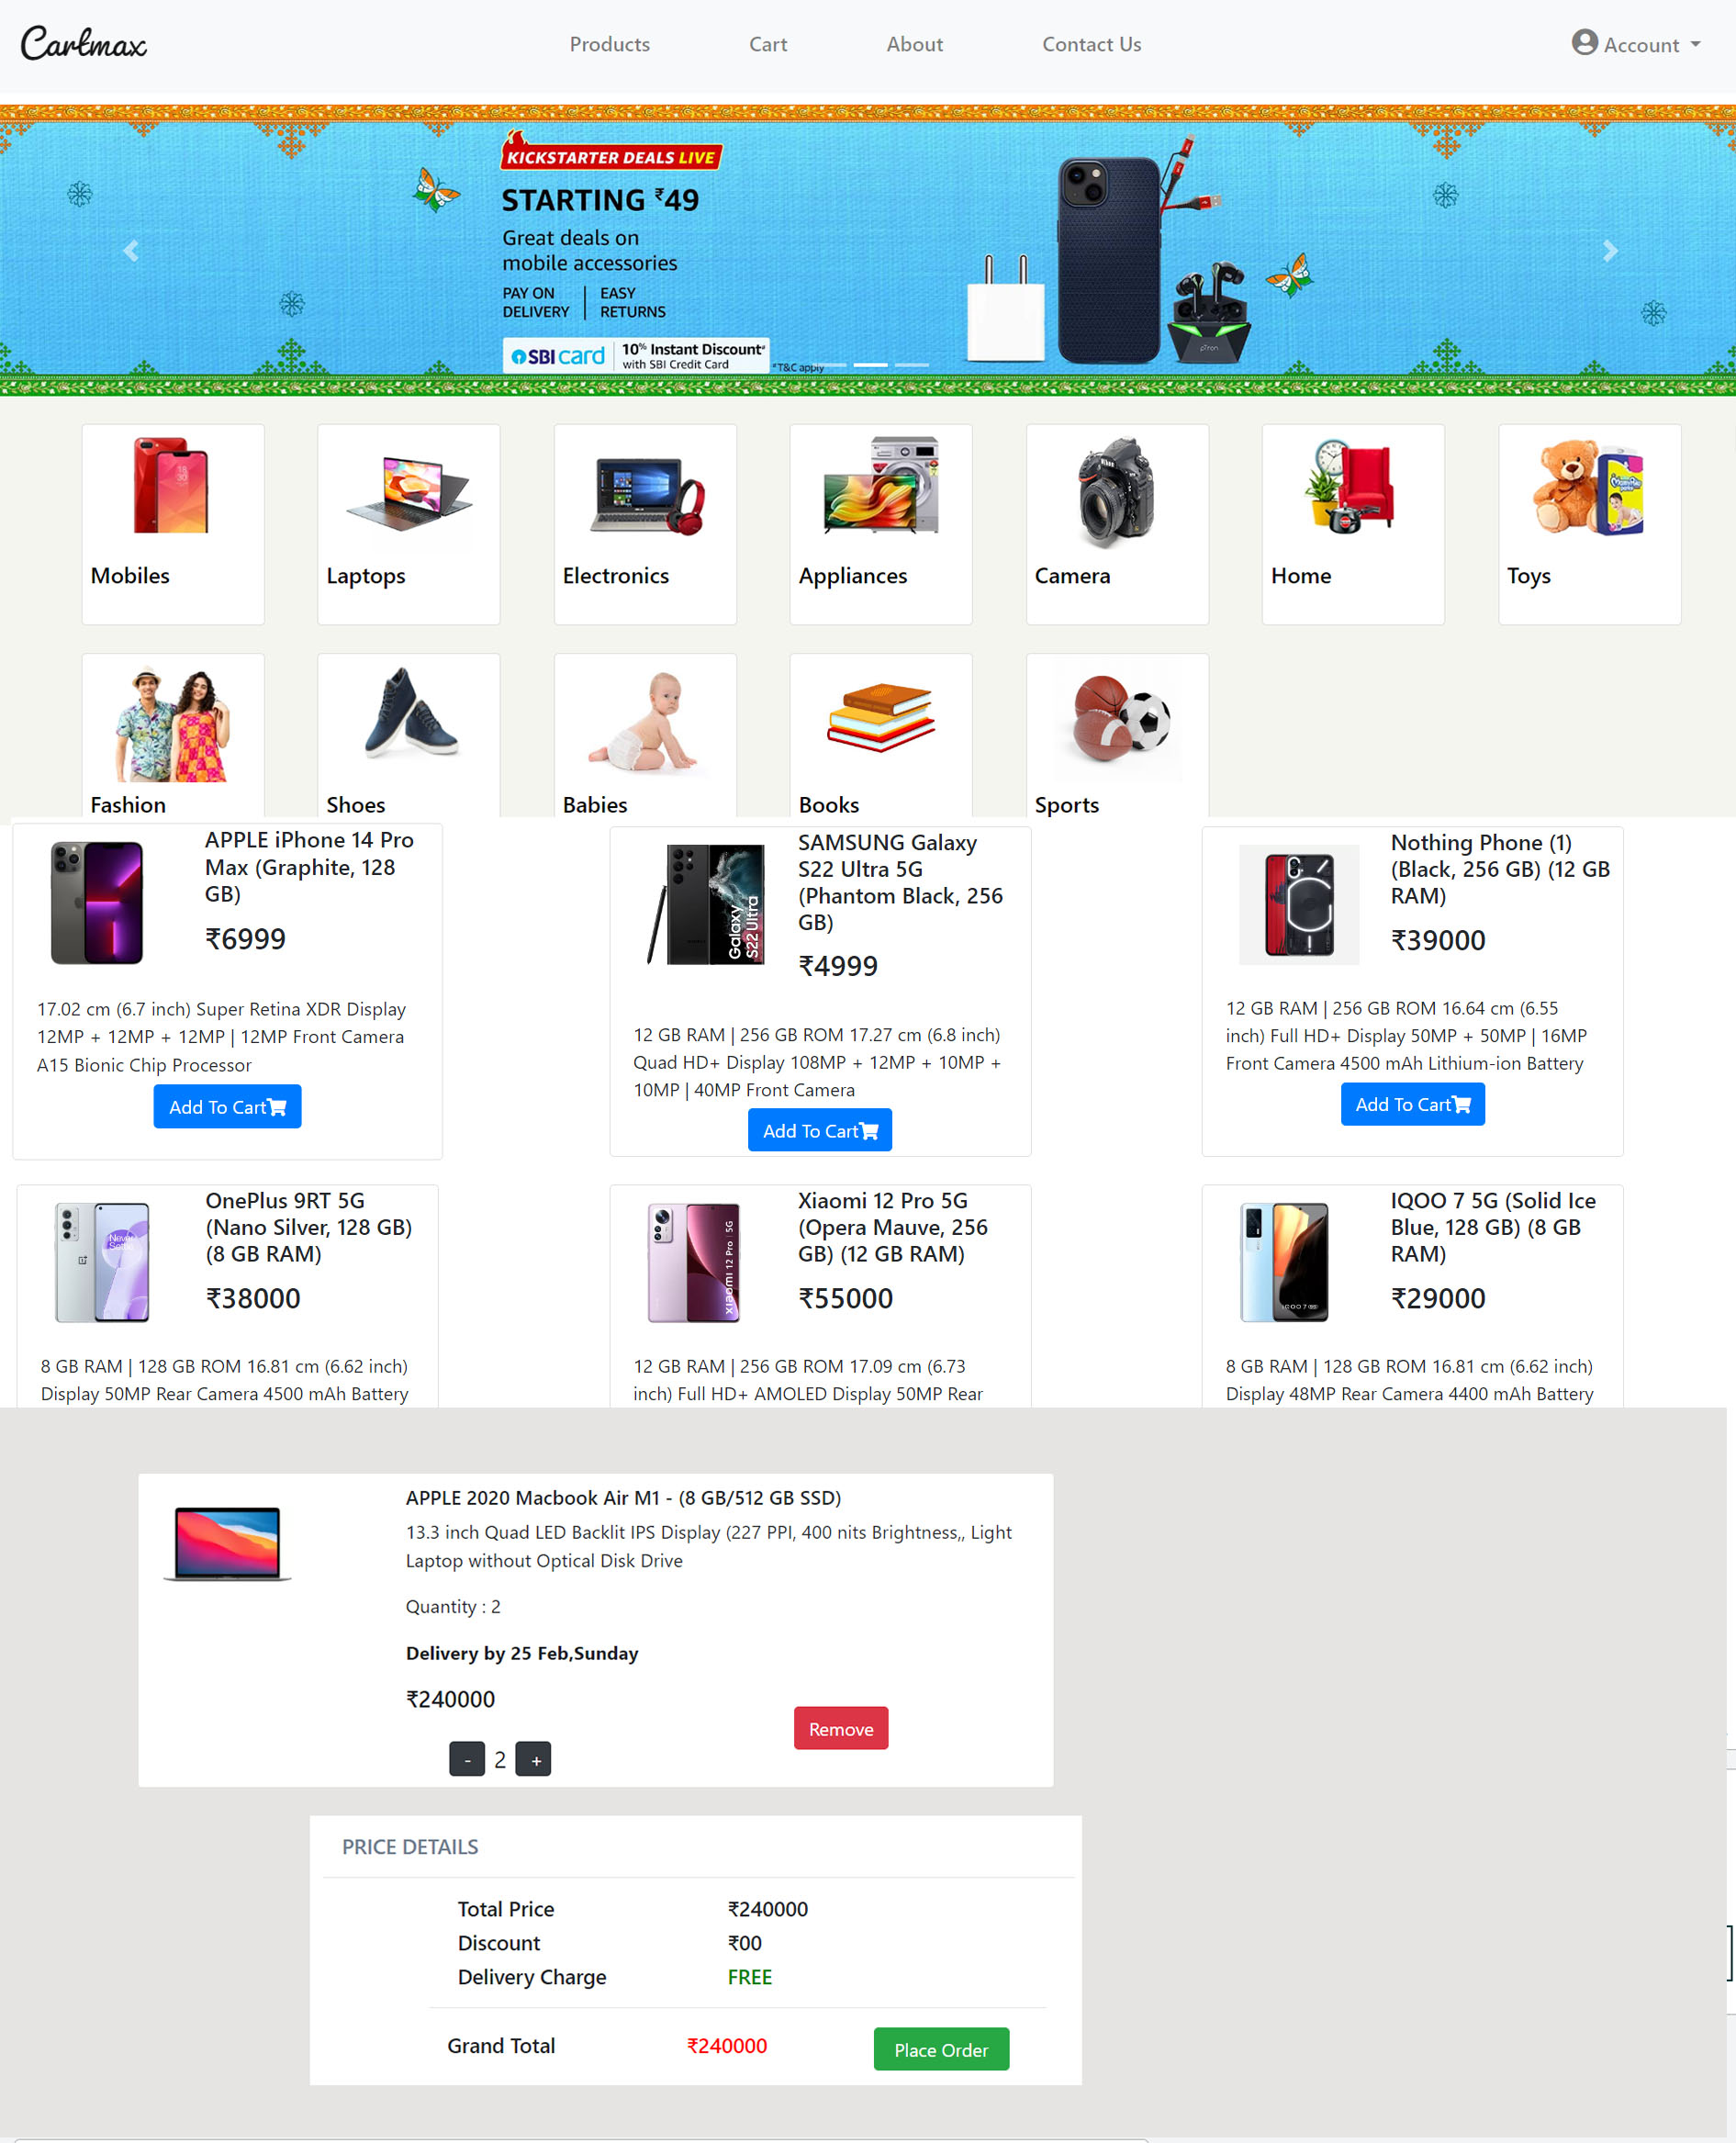 Cartmax
Products
Cart
About
Contact Us
Account
KICKSTARTER DEALS LIVE
STARTING ₹49
Great deals on
mobile accessories
PAY ON
DELIVERY
EASY
RETURNS
SBI card
10% Instant Discount*
with SBI Credit Card
*T&C apply
pTron
Mobiles
Laptops
Electronics
Appliances
Camera
Home
Toys
Fashion
Shoes
Babies
Books
Sports
APPLE iPhone 14 Pro
Max (Graphite, 128
GB)
₹6999
17.02 cm (6.7 inch) Super Retina XDR Display
12MP + 12MP + 12MP | 12MP Front Camera
A15 Bionic Chip Processor
Add To Cart
Galaxy
S22 Ultra
SAMSUNG Galaxy
S22 Ultra 5G
(Phantom Black, 256
GB)
₹4999
12 GB RAM | 256 GB ROM 17.27 cm (6.8 inch)
Quad HD+ Display 108MP + 12MP + 10MP +
10MP | 40MP Front Camera
Add To Cart
Nothing Phone (1)
(Black, 256 GB) (12 GB
RAM)
₹39000
12 GB RAM | 256 GB ROM 16.64 cm (6.55
inch) Full HD+ Display 50MP + 50MP | 16MP
Front Camera 4500 mAh Lithium-ion Battery
Add To Cart
OnePlus 9RT 5G
(Nano Silver, 128 GB)
(8 GB RAM)
₹38000
8 GB RAM | 128 GB ROM 16.81 cm (6.62 inch)
Display 50MP Rear Camera 4500 mAh Battery
xiaomi 12 Pro | 5G
Xiaomi 12 Pro 5G
(Opera Mauve, 256
GB) (12 GB RAM)
₹55000
12 GB RAM | 256 GB ROM 17.09 cm (6.73
inch) Full HD+ AMOLED Display 50MP Rear
IQOO 7 5G (Solid Ice
Blue, 128 GB) (8 GB
RAM)
₹29000
8 GB RAM | 128 GB ROM 16.81 cm (6.62 inch)
Display 48MP Rear Camera 4400 mAh Battery
APPLE 2020 Macbook Air M1 - (8 GB/512 GB SSD)
13.3 inch Quad LED Backlit IPS Display (227 PPI, 400 nits Brightness,, Light
Laptop without Optical Disk Drive
Quantity : 2
Delivery by 25 Feb,Sunday
₹240000
Remove
- 2 +
PRICE DETAILS
Total Price ₹240000
Discount ₹00
Delivery Charge FREE
Grand Total ₹240000
Place Order